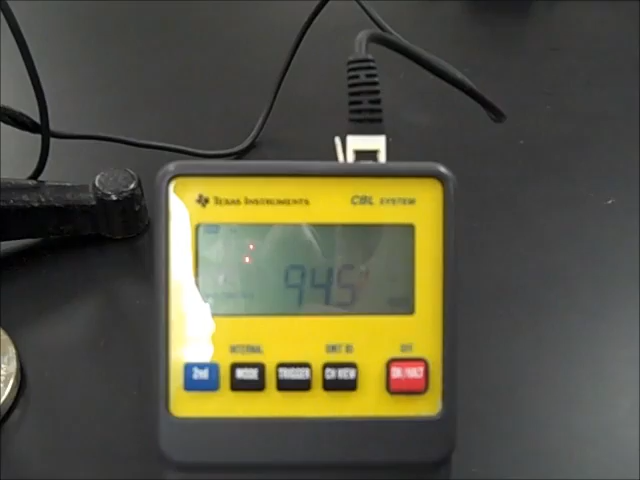 TEXAS INSTRUMENTS CBL SYSTEM
945
INTERNAL UNIT ID OFF
2nd MODE TRIGGER CH VIEW ON/HALT